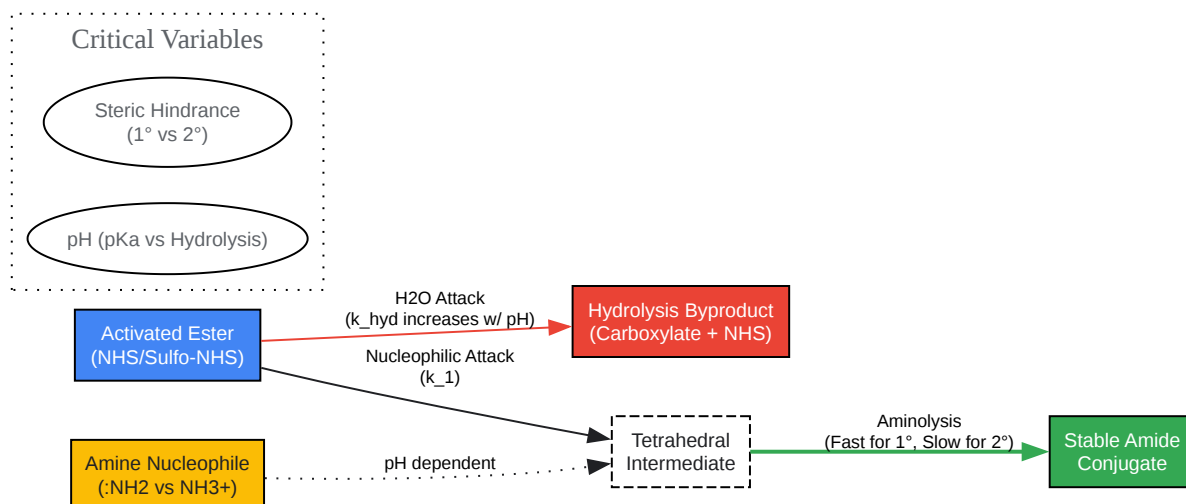 Critical Variables
Steric Hindrance
(1° vs 2°)
pH (pKa vs Hydrolysis)
Activated Ester
(NHS/Sulfo-NHS)
H2O Attack
(k_hyd increases w/ pH)
Hydrolysis Byproduct
(Carboxylate + NHS)
Nucleophilic Attack
(k_1)
Amine Nucleophile
(:NH2 vs NH3+)
pH dependent
Tetrahedral
Intermediate
Aminolysis
(Fast for 1°, Slow for 2°)
Stable Amide
Conjugate